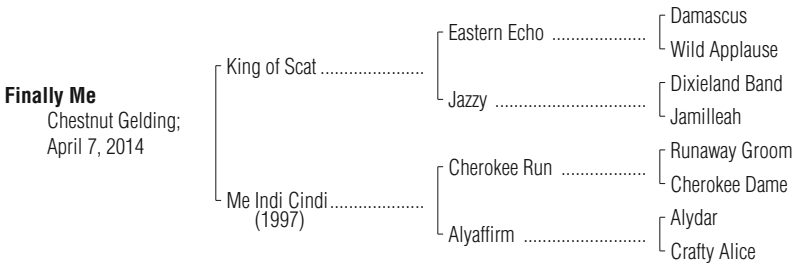 Damascus
Eastern Echo ......................
Wild Applause
King of Scat ........................
Dixieland Band
Jazzy ...................................
Jamilleah
Finally Me
Chestnut Gelding;
April 7, 2014
Runaway Groom
Cherokee Run ....................
Cherokee Dame
Me Indi Cindi......................
(1997)
Alydar
Alyaffirm .............................
Crafty Alice